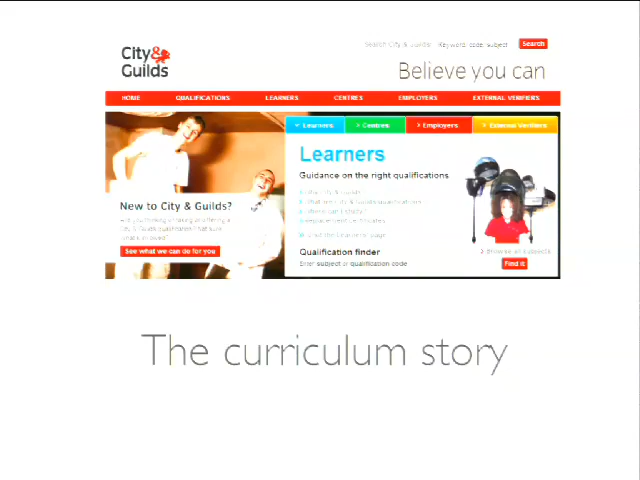 City&
Guilds
Search City & Guilds Keyword, code, subject Search
Believe you can
HOME QUALIFICATIONS LEARNERS CENTRES EMPLOYERS EXTERNAL VERIFIERS
Learners Centres Employers External Verifiers
Learners
Guidance on the right qualifications
New to City & Guilds?
See what we can do for you
Qualification finder
Enter subject or qualification code
Browse all subjects
Find it
The curriculum story